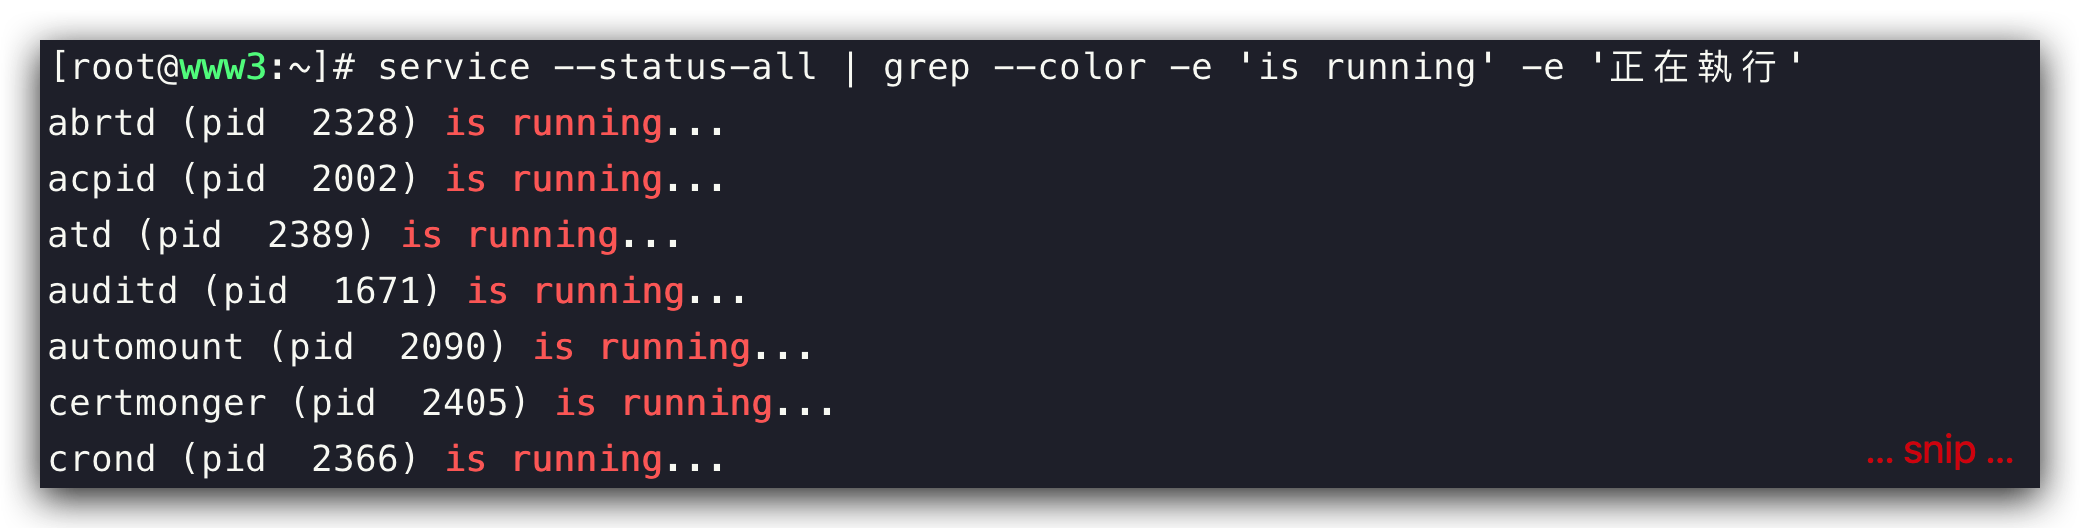 [root@www3:~]# service --status-all | grep --color -e 'is running' -e '正在執行'
abrtd (pid  2328) is running...
acpid (pid  2002) is running...
atd (pid  2389) is running...
auditd (pid  1671) is running...
automount (pid  2090) is running...
certmonger (pid  2405) is running...
crond (pid  2366) is running...
... snip ...